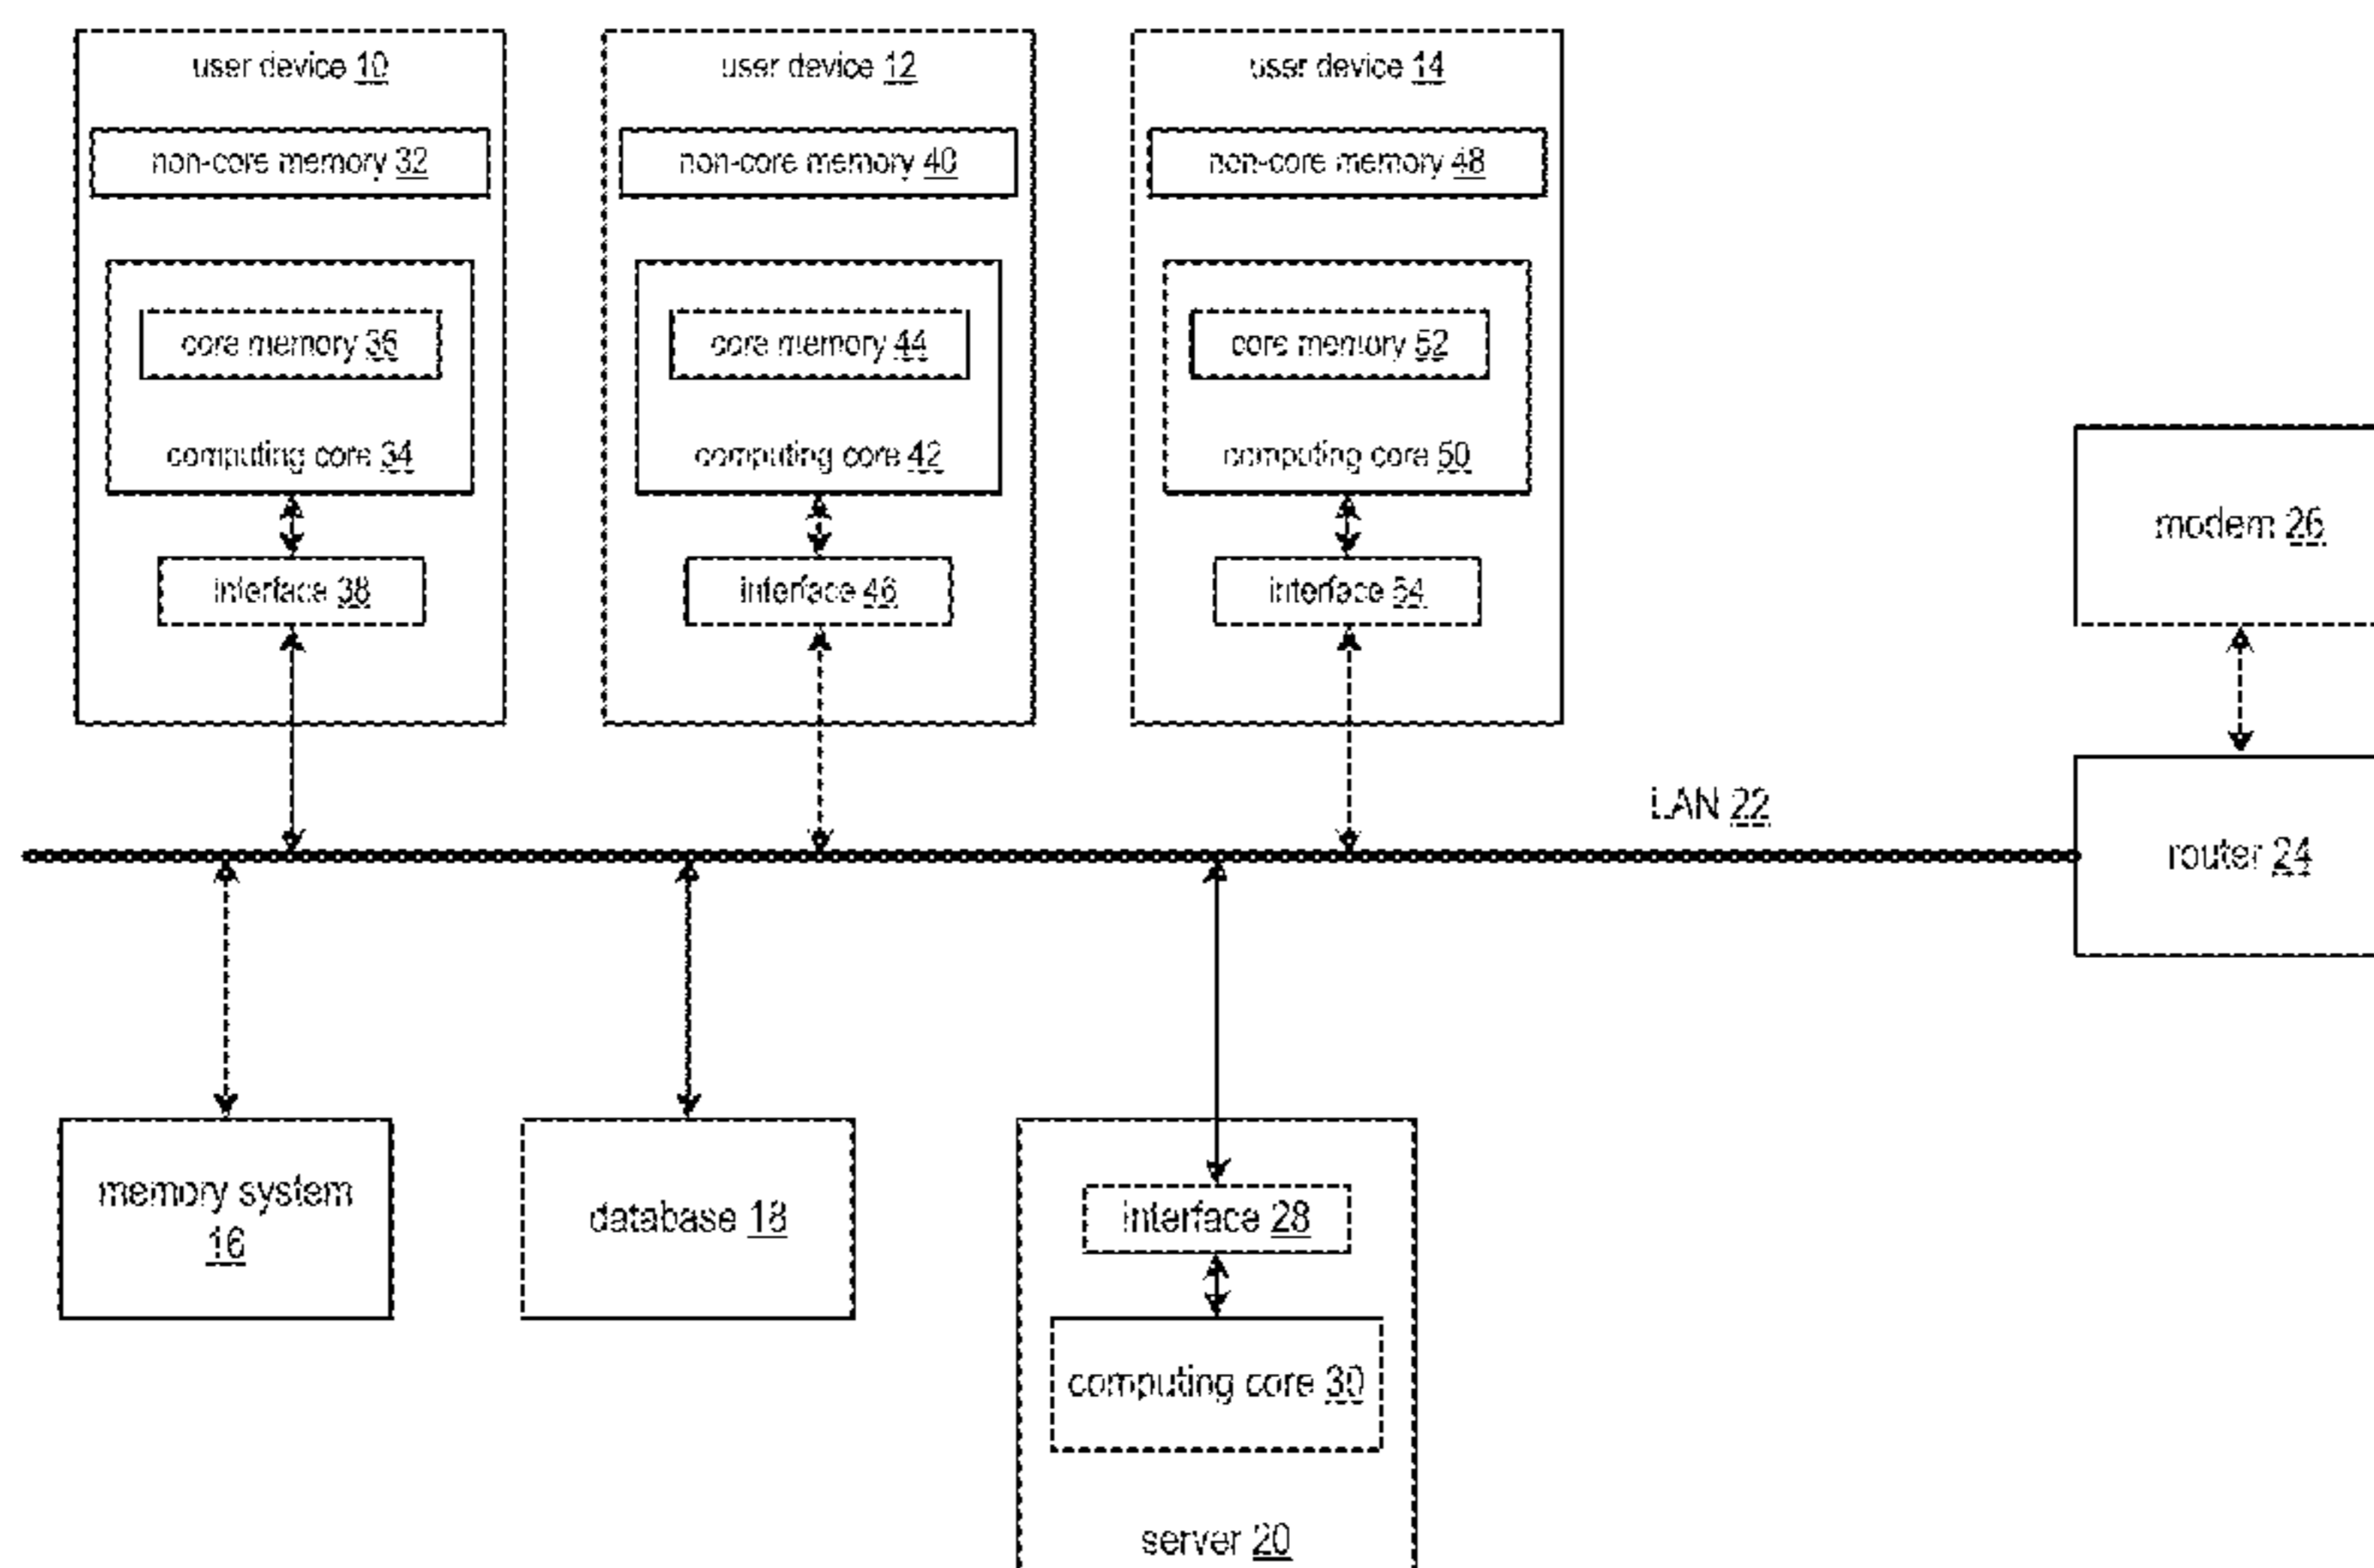 user device 10
non-core memory 32
core memory 36
computing core 34
interface 38
user device 12
non-core memory 40
core memory 44
computing core 42
interface 46
user device 14
non-core memory 48
core memory 52
computing core 50
interface 54
modem 26
LAN 22
router 24
memory system
16
database 18
interface 28
computing core 30
server 20